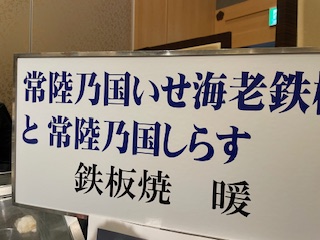 常陸乃国いせ海老鉄
と常陸乃国しらす
鉄板焼　暖